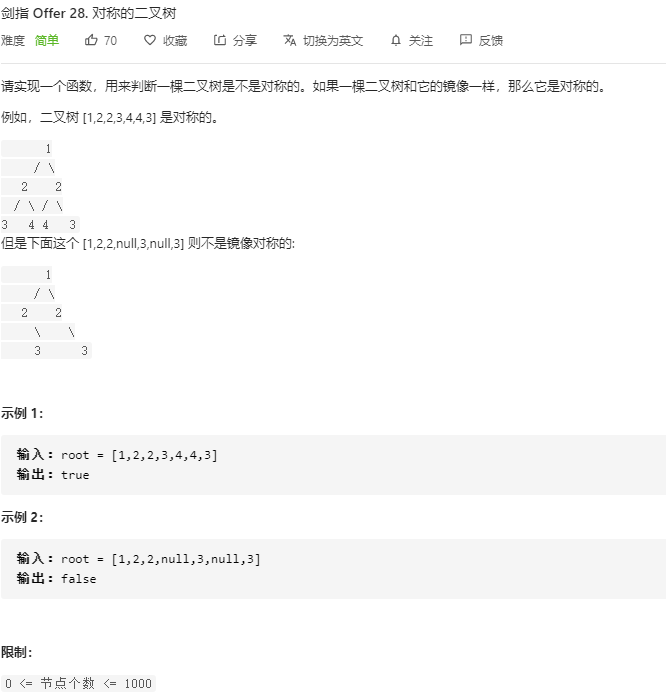 剑指 Offer 28. 对称的二叉树
难度 简单 70 收藏 分享 切换为英文 关注 反馈
请实现一个函数，用来判断一棵二叉树是不是对称的。如果一棵二叉树和它的镜像一样，那么它是对称的。
例如，二叉树 [1,2,2,3,4,4,3] 是对称的。
1
/ \
2 2
/ \ / \
3 4 4 3
但是下面这个 [1,2,2,null,3,null,3] 则不是镜像对称的:
1
/ \
2 2
\ \
3 3
示例 1：
输入：root = [1,2,2,3,4,4,3]
输出：true
示例 2：
输入：root = [1,2,2,null,3,null,3]
输出：false
限制：
0 <= 节点个数 <= 1000